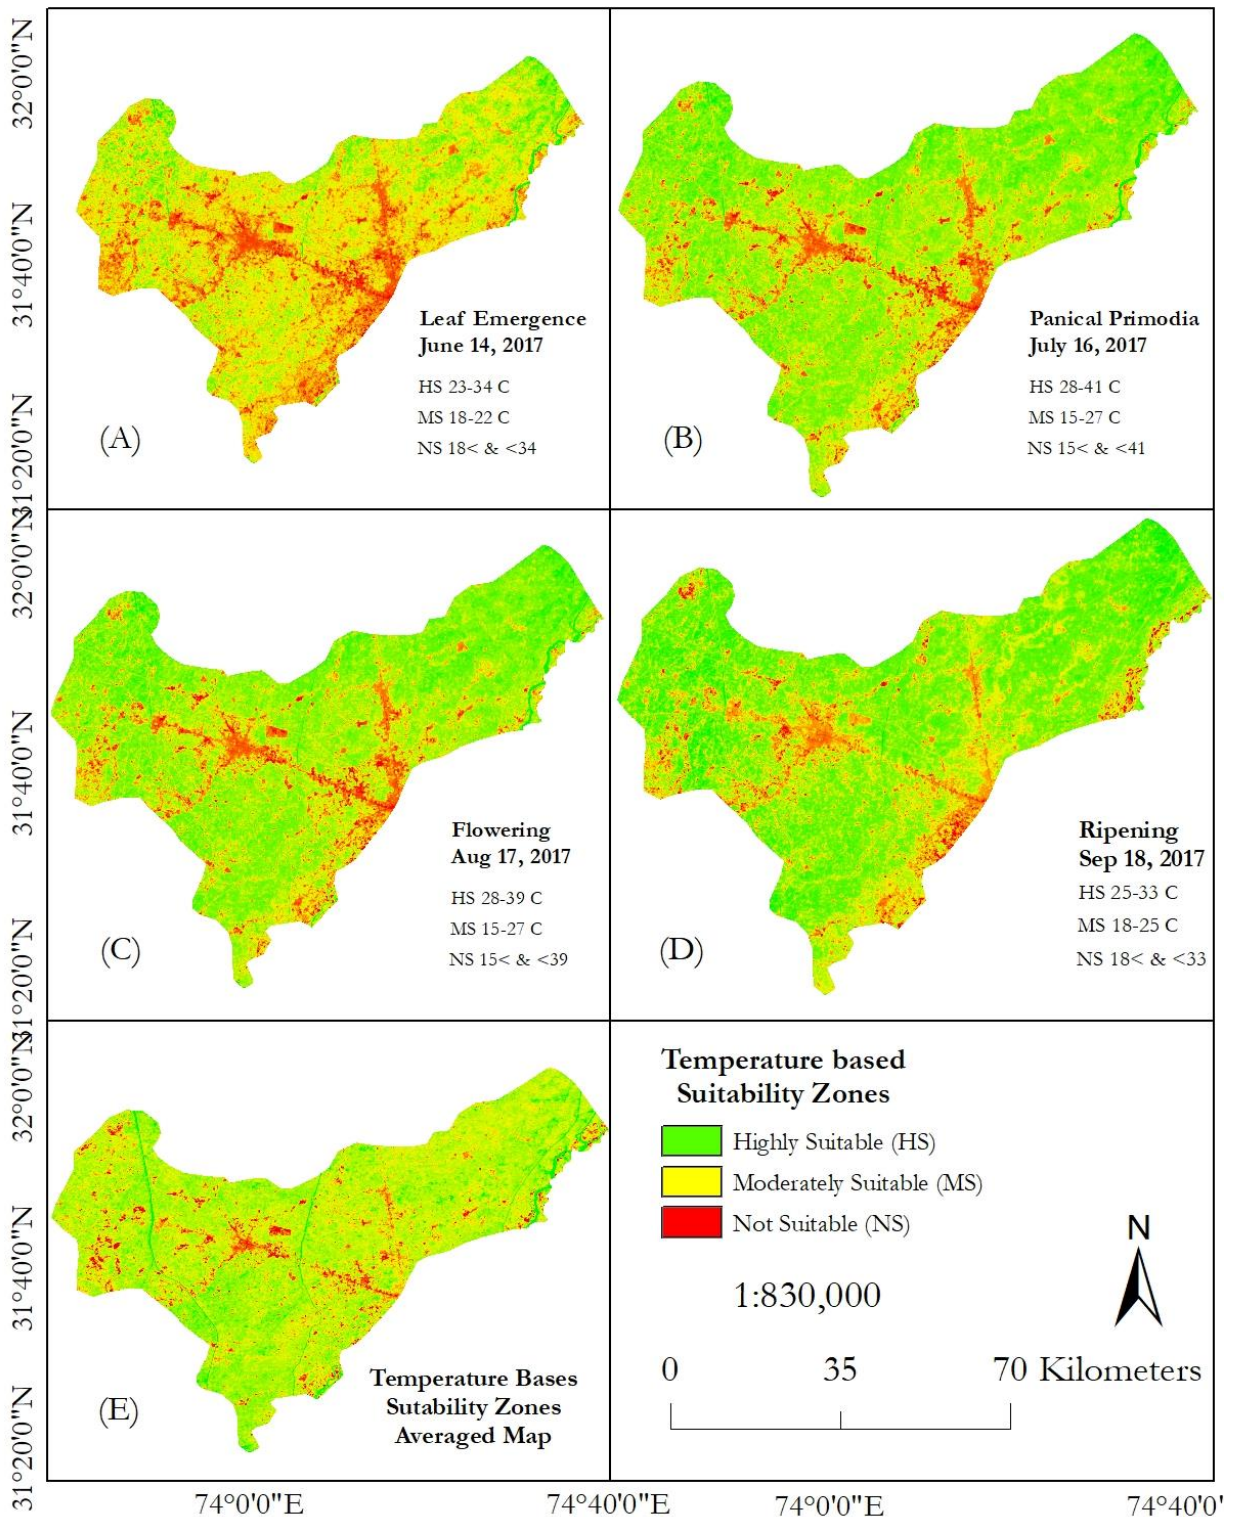 32°0'0"N
31°40'0"N
31°20'0"N
Leaf Emergence
June 14, 2017
HS 23-34 C
MS 18-22 C
NS 18< & <34
(A)
Panical Primodia
July 16, 2017
HS 28-41 C
MS 15-27 C
NS 15< & <41
(B)
32°0'0"N
31°40'0"N
31°20'0"N
Flowering
Aug 17, 2017
HS 28-39 C
MS 15-27 C
NS 15< & <39
(C)
Ripening
Sep 18, 2017
HS 25-33 C
MS 18-25 C
NS 18< & <33
(D)
32°0'0"N
31°40'0"N
31°20'0"N
(E)
Temperature Bases
Sutability Zones
Averaged Map
Temperature based
Suitability Zones
Highly Suitable (HS)
Moderately Suitable (MS)
Not Suitable (NS)
1:830,000
N
0 35 70 Kilometers
74°0'0"E 74°40'0"E 74°0'0"E 74°40'0'